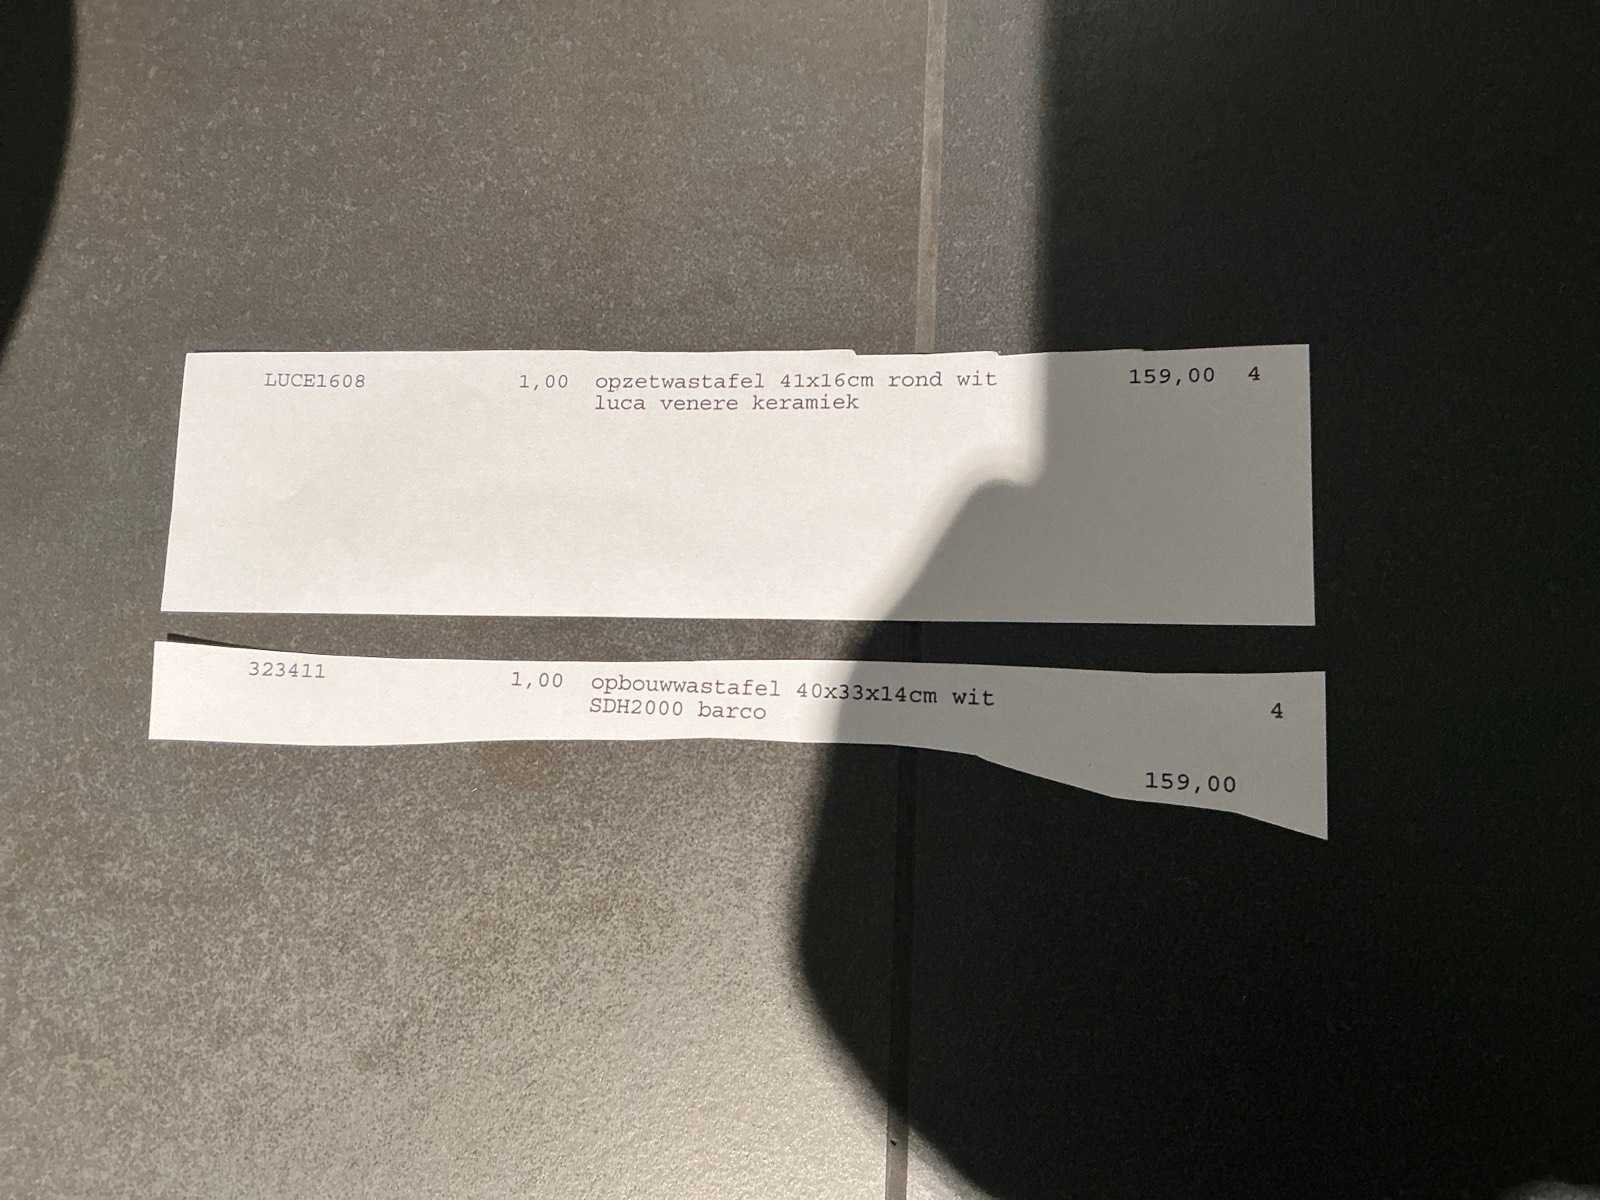 LUCE1608 1,00 opzetwastafel 41x16cm rond wit 159,00 4
luca venere keramiek
323411 1,00 opbouwwastafel 40x33x14cm wit 4
SDH2000 barco
159,00